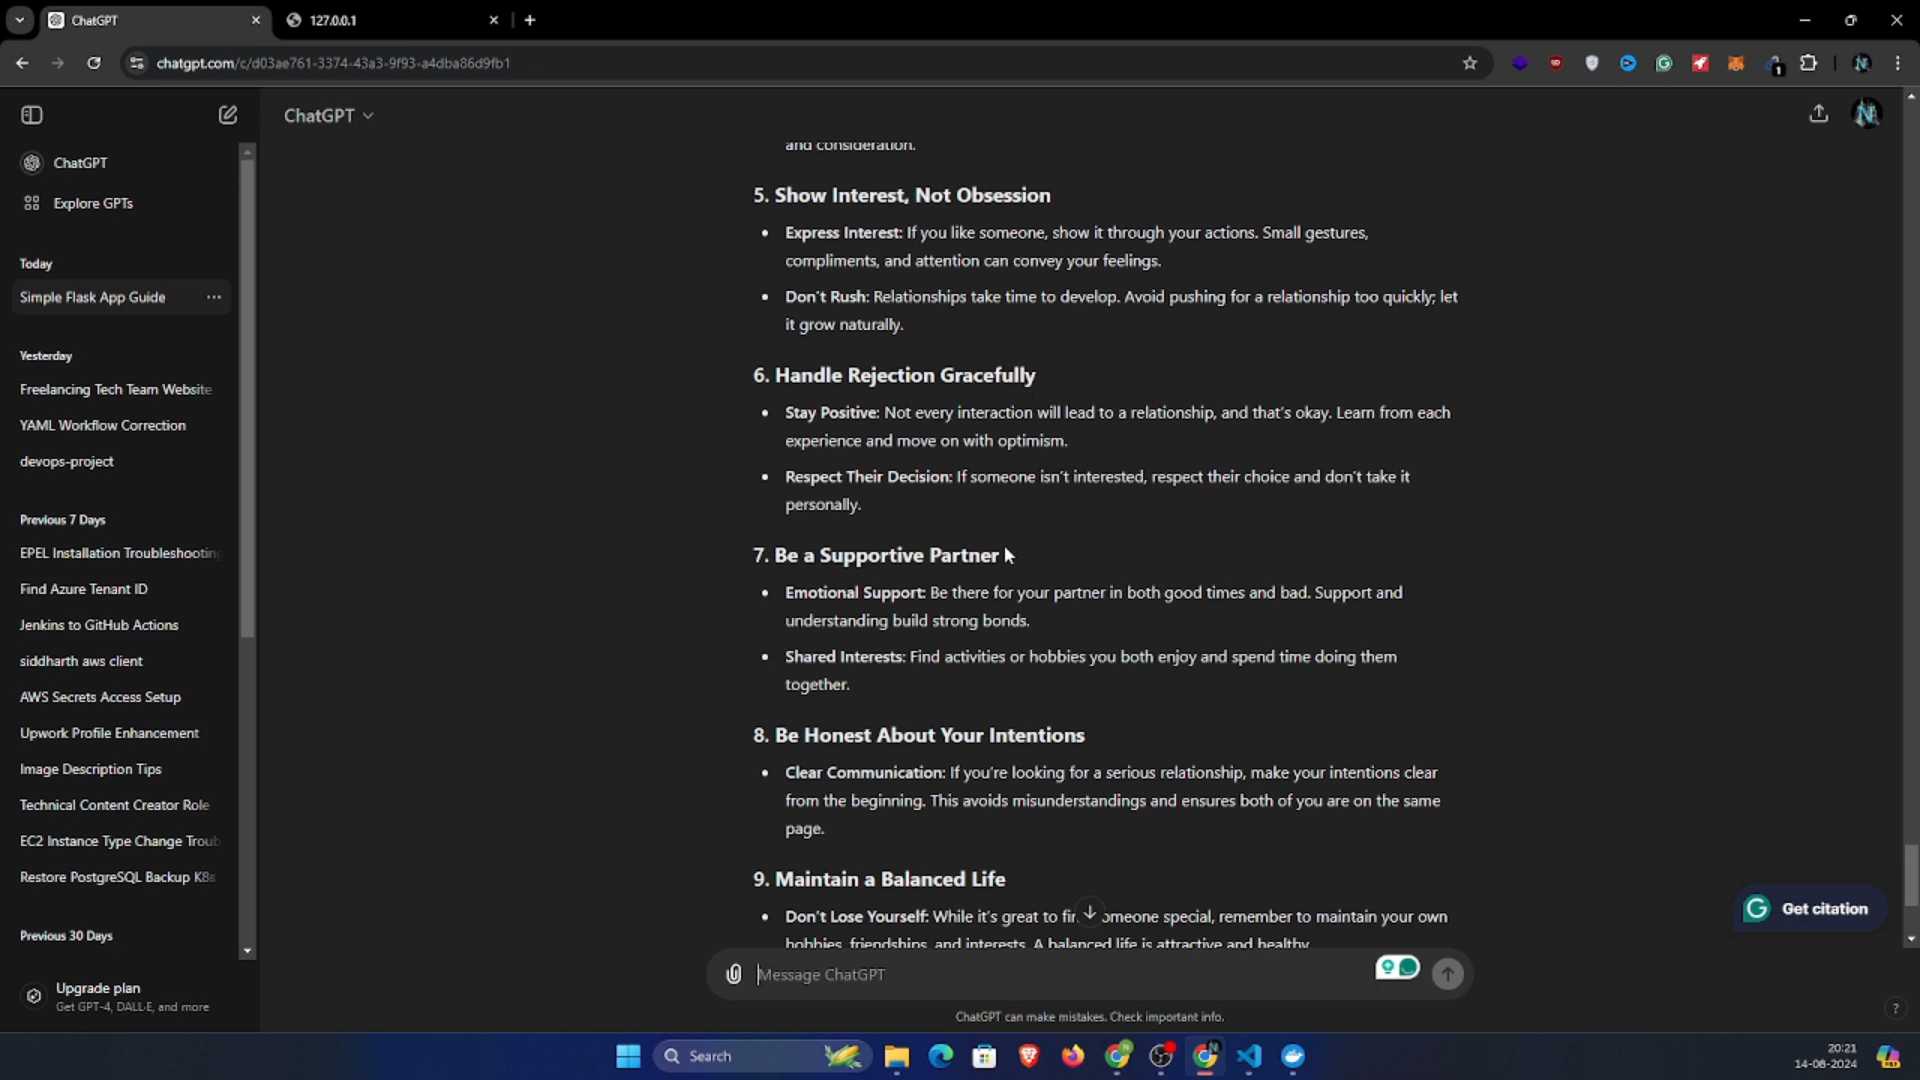 ChatGPT
127.0.0.1
chatgpt.com/c/d03ae761-3374-43a3-9f93-a4dba86d9fb1
1
ChatGPT
Explore GPTs
Today
Simple Flask App Guide
Yesterday
Freelancing Tech Team Website
YAML Workflow Correction
devops-project
Previous 7 Days
EPEL Installation Troubleshooting
Find Azure Tenant ID
Jenkins to GitHub Actions
siddharth aws client
AWS Secrets Access Setup
Upwork Profile Enhancement
Image Description Tips
Technical Content Creator Role
EC2 Instance Type Change Troub
Restore PostgreSQL Backup K8s
Previous 30 Days
Upgrade plan
Get GPT-4, DALL·E, and more
ChatGPT
and consideration.
5. Show Interest, Not Obsession
• Express Interest: If you like someone, show it through your actions. Small gestures,
compliments, and attention can convey your feelings.
• Don't Rush: Relationships take time to develop. Avoid pushing for a relationship too quickly; let
it grow naturally.
6. Handle Rejection Gracefully
• Stay Positive: Not every interaction will lead to a relationship, and that's okay. Learn from each
experience and move on with optimism.
• Respect Their Decision: If someone isn't interested, respect their choice and don't take it
personally.
7. Be a Supportive Partner
• Emotional Support: Be there for your partner in both good times and bad. Support and
understanding build strong bonds.
• Shared Interests: Find activities or hobbies you both enjoy and spend time doing them
together.
8. Be Honest About Your Intentions
• Clear Communication: If you're looking for a serious relationship, make your intentions clear
from the beginning. This avoids misunderstandings and ensures both of you are on the same
page.
9. Maintain a Balanced Life
• Don't Lose Yourself: While it's great to fin omeone special, remember to maintain your own
hobbies, friendships, and interests. A balanced life is attractive and healthy.
Get citation
Message ChatGPT
ChatGPT can make mistakes. Check important info.
?
Search
20:21
14-08-2024